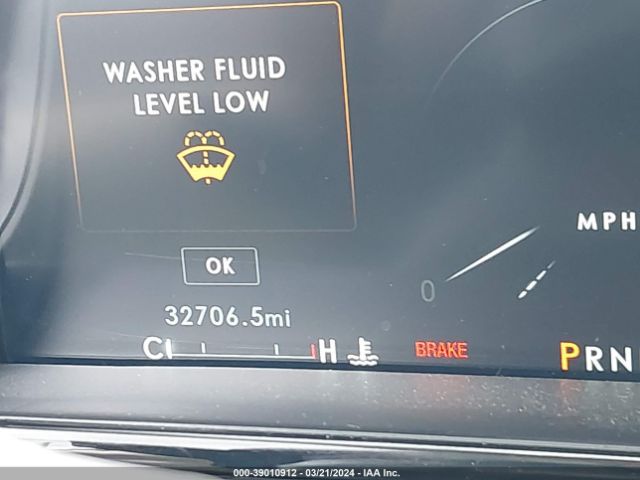 WASHER FLUID
LEVEL LOW
OK
MPH
0
32706.5mi
C H
BRAKE
PRN
000-39010912 - 03/21/2024 - IAA Inc.